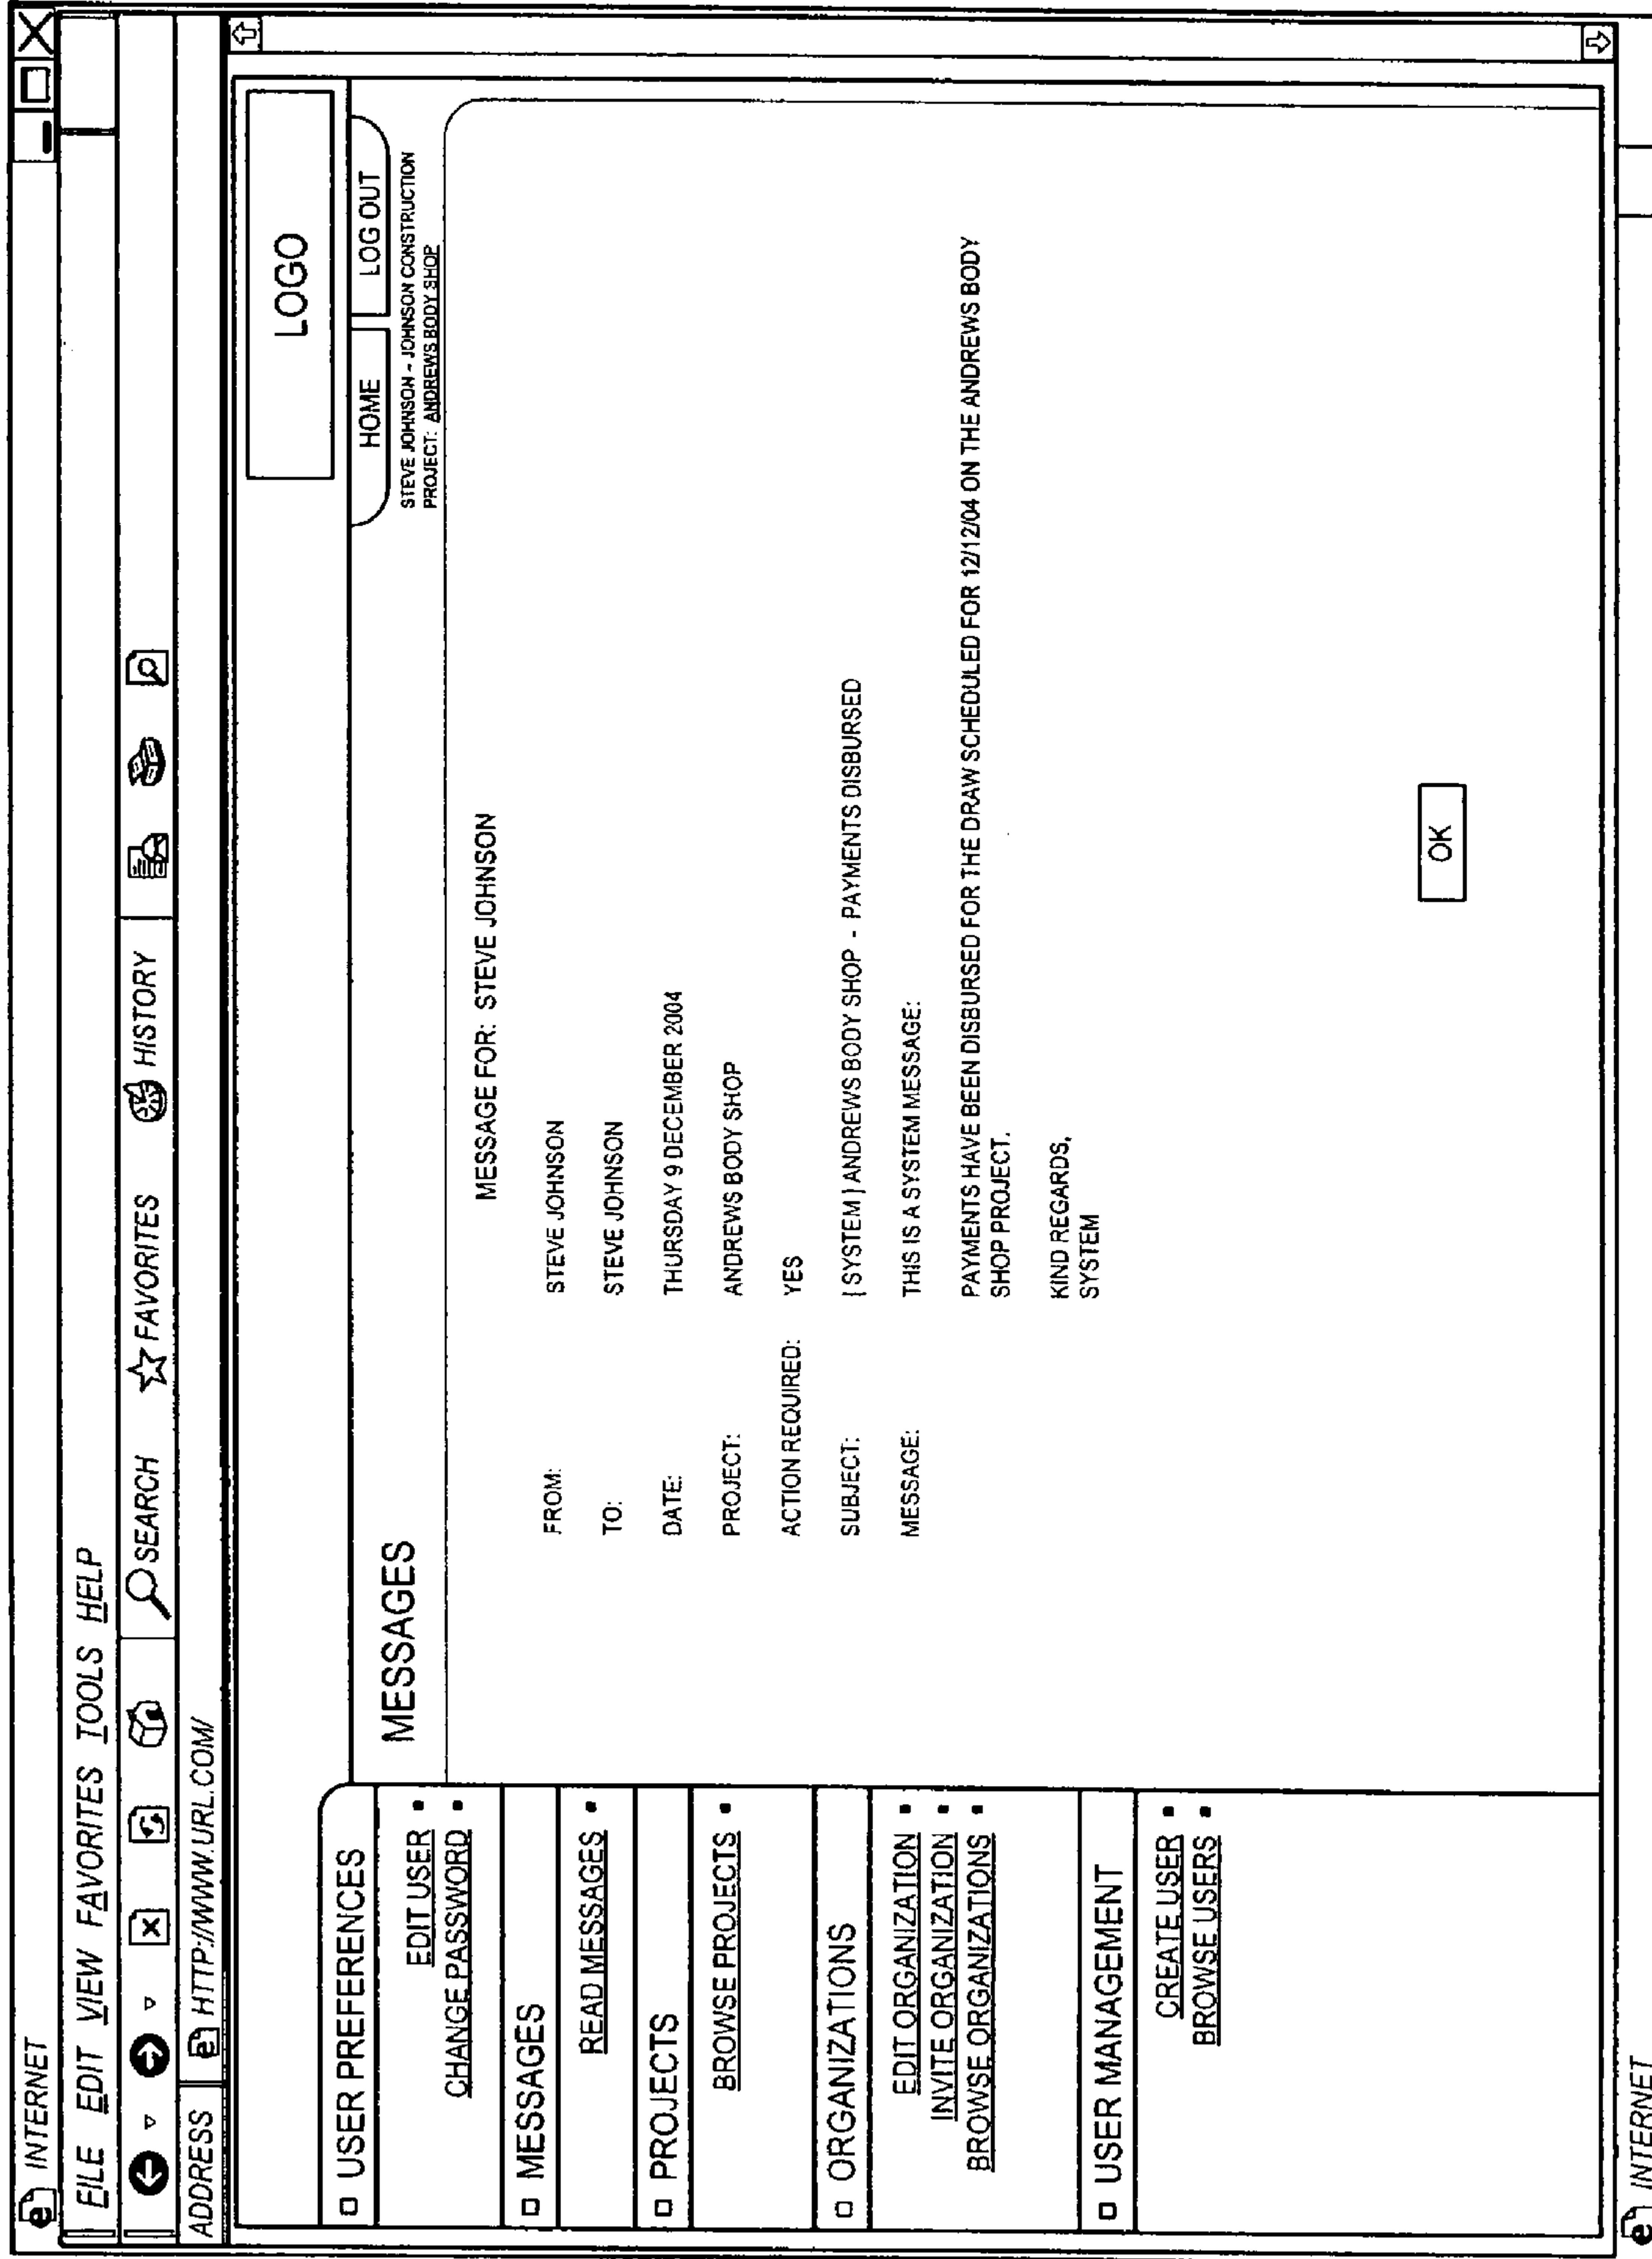 INTERNET
FILE EDIT VIEW FAVORITES TOOLS HELP
SEARCH FAVORITES HISTORY
ADDRESS HTTP://WWW.URL.COM/
LOGO
HOME LOG OUT
STEVE JOHNSON - JOHNSON CONSTRUCTION
PROJECT: ANDREWS BODY SHOP
USER PREFERENCES
EDIT USER
CHANGE PASSWORD
MESSAGES
READ MESSAGES
PROJECTS
BROWSE PROJECTS
ORGANIZATIONS
EDIT ORGANIZATION
INVITE ORGANIZATION
BROWSE ORGANIZATIONS
USER MANAGEMENT
CREATE USER
BROWSE USERS
MESSAGES
MESSAGE FOR: STEVE JOHNSON
FROM: STEVE JOHNSON
TO: STEVE JOHNSON
DATE: THURSDAY 9 DECEMBER 2004
PROJECT: ANDREWS BODY SHOP
ACTION REQUIRED: YES
SUBJECT: [ SYSTEM ] ANDREWS BODY SHOP - PAYMENTS DISBURSED
MESSAGE: THIS IS A SYSTEM MESSAGE:
PAYMENTS HAVE BEEN DISBURSED FOR THE DRAW SCHEDULED FOR 12/12/04 ON THE ANDREWS BODY
SHOP PROJECT.
KIND REGARDS,
SYSTEM
OK
INTERNET